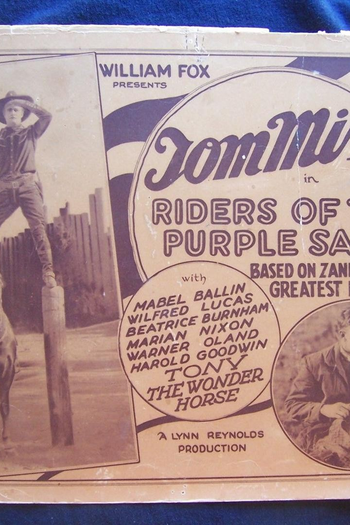 WILLIAM FOX
PRESENTS
Tom Mi
in
RIDERS OF
PURPLE SA
BASED ON ZAN
GREATEST
with
MABEL BALLIN
WILFRED LUCAS
BEATRICE BURNHAM
MARIAN NIXON
WARNER OLAND
HAROLD GOODWIN
TONY
THE WONDER
HORSE
A LYNN REYNOLDS
PRODUCTION